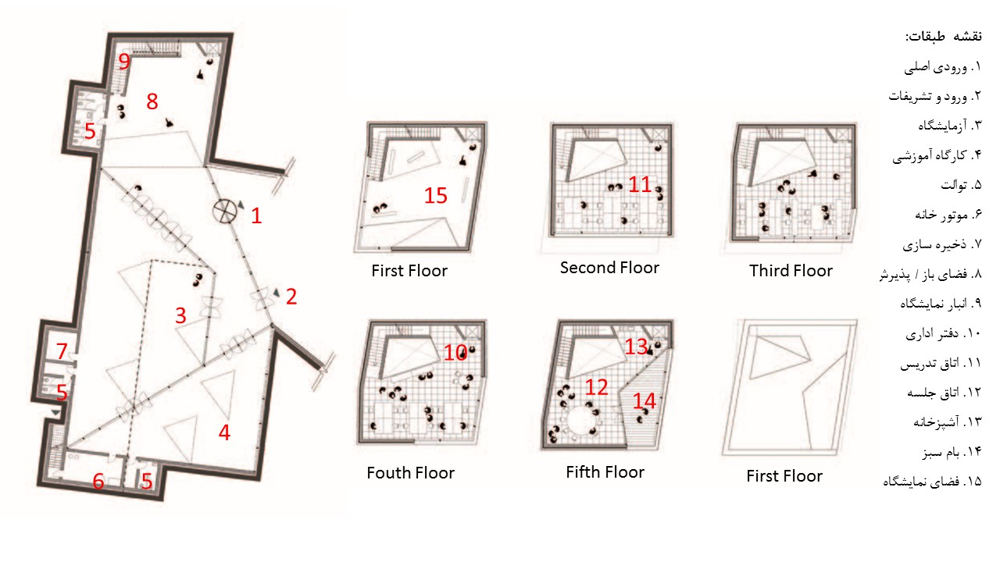 9
8
5
1
2
3
7
5
4
6
5
15
First Floor
11
Second Floor
Third Floor
10
Fouth Floor
13
12
14
Fifth Floor
First Floor
نقشه طبقات:
۱. ورودی اصلی
۲. ورود و تشریفات
۳. آزمایشگاه
۴. کارگاه آموزشی
۵. توالت
۶. موتور خانه
۷. ذخیره سازی
۸. فضای باز / پذیرش
۹. انبار نمایشگاه
۱۰. دفتر اداری
۱۱. اتاق تدریس
۱۲. اتاق جلسه
۱۳. آشپزخانه
۱۴. بام سبز
۱۵. فضای نمایشگاه